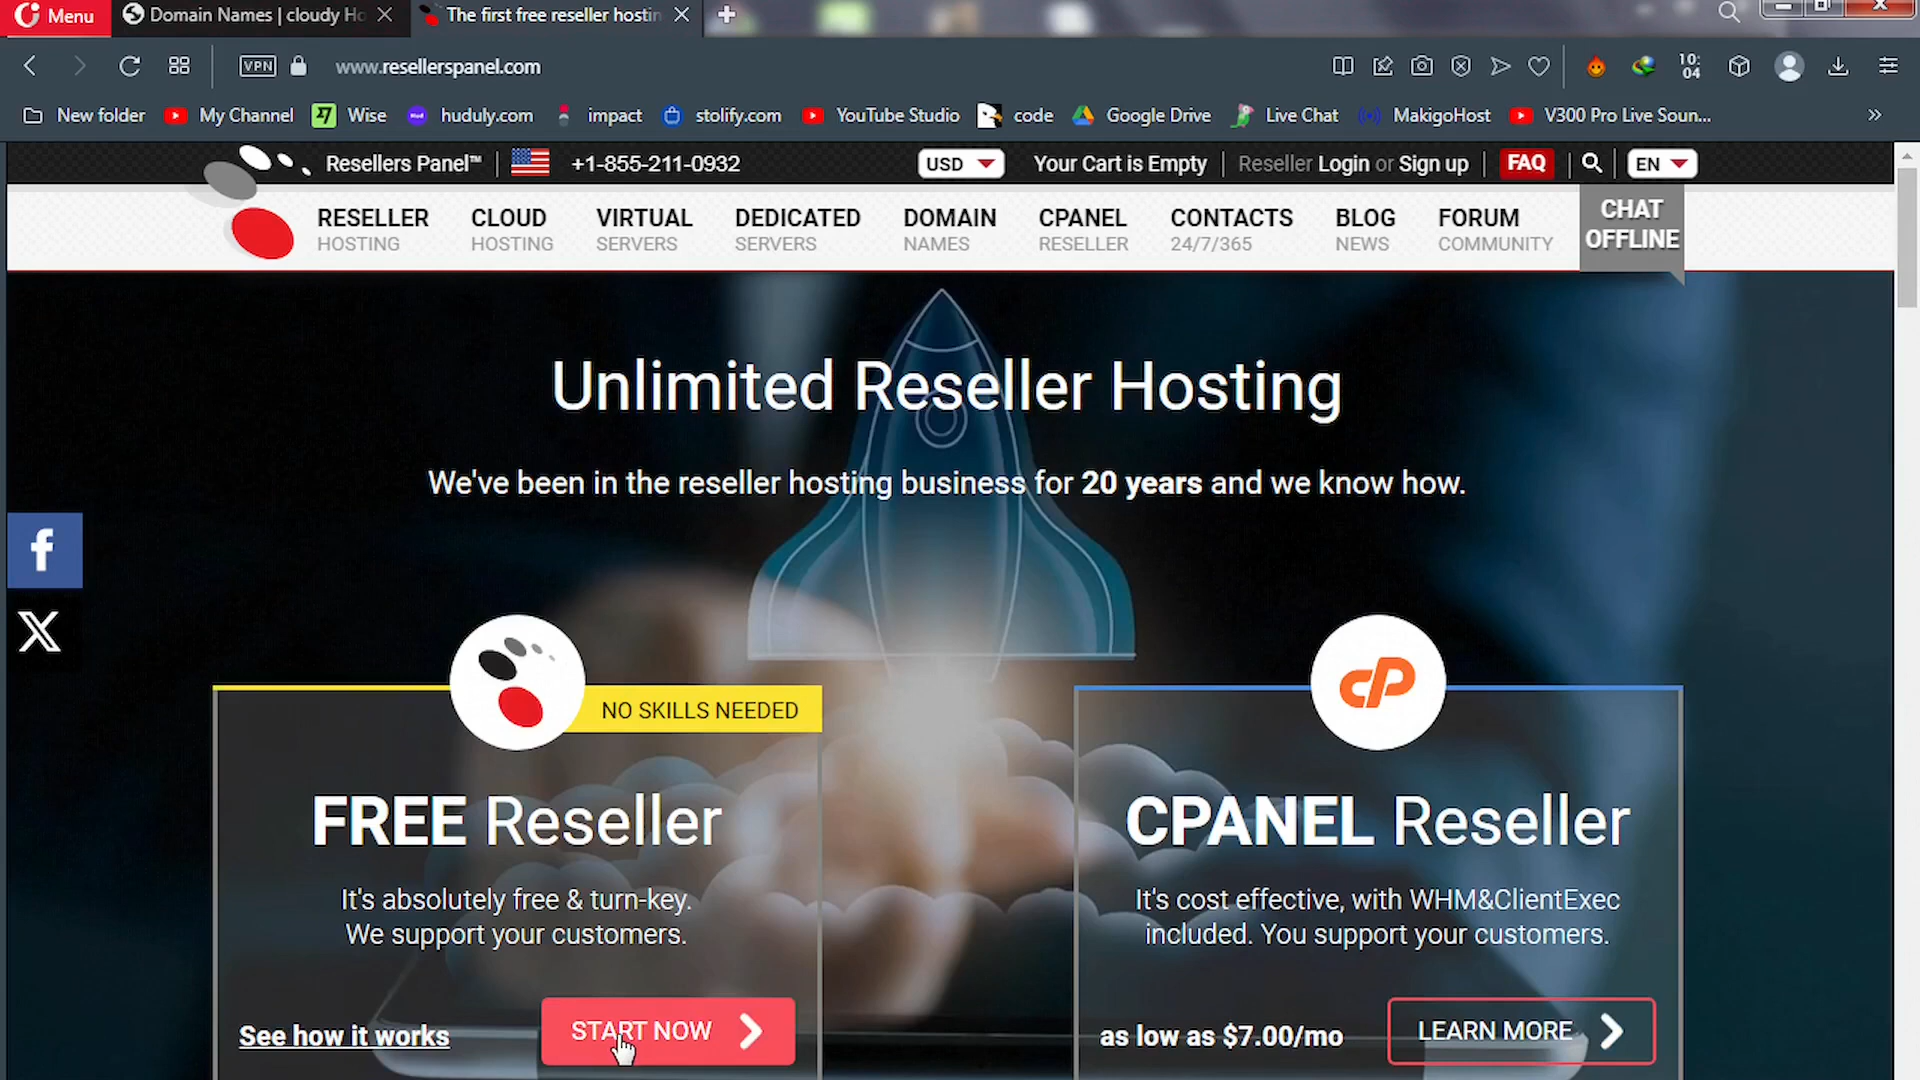 Menu
Domain Names | cloudy Ho
The first free reseller hostin
VPN
www.resellerspanel.com
10:
04
New folder
My Channel
Wise
huduly.com
impact
stolify.com
YouTube Studio
code
Google Drive
Live Chat
MakigoHost
V300 Pro Live Soun...
Resellers Panel™
+1-855-211-0932
USD
Your Cart is Empty
Reseller Login or Sign up
FAQ
EN
RESELLER
HOSTING
CLOUD
HOSTING
VIRTUAL
SERVERS
DEDICATED
SERVERS
DOMAIN
NAMES
CPANEL
RESELLER
CONTACTS
24/7/365
BLOG
NEWS
FORUM
COMMUNITY
CHAT
OFFLINE
Unlimited Reseller Hosting
We've been in the reseller hosting business for 20 years and we know how.
NO SKILLS NEEDED
FREE Reseller
It's absolutely free & turn-key.
We support your customers.
See how it works
START NOW
cP
CPANEL Reseller
It's cost effective, with WHM&ClientExec
included. You support your customers.
as low as $7.00/mo
LEARN MORE